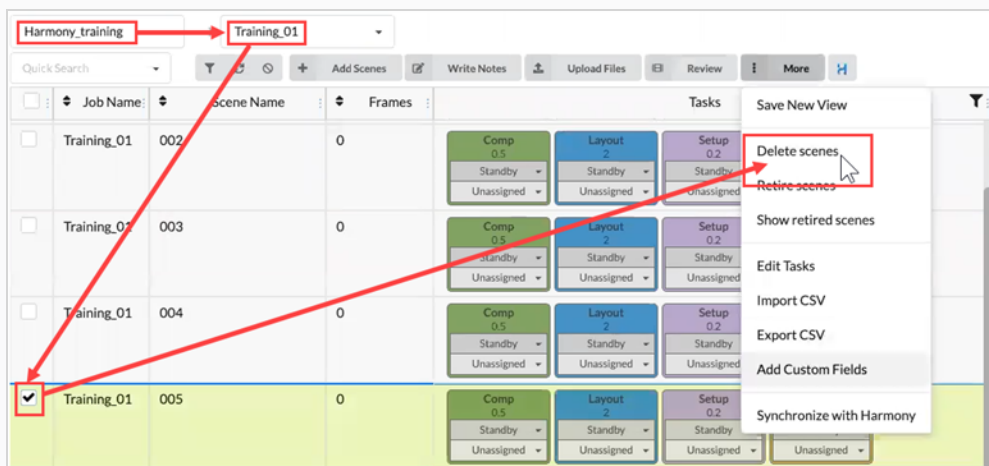 Harmony_training Training_01
Quick Search Add Scenes Write Notes Upload Files Review More
Job Name Scene Name Frames Tasks
Save New View
Delete scenes
Retire scenes
Show retired scenes
Edit Tasks
Import CSV
Export CSV
Add Custom Fields
Synchronize with Harmony
Training_01 002 0
Comp Layout Setup
0.5 2 0.2
Standby Standby Standby
Unassigned Unassigned Unassigned
Training_01 003 0
Comp Layout Setup
0.5 2 0.2
Standby Standby Standby
Unassigned Unassigned Unassigned
Training_01 004 0
Comp Layout Setup
0.5 2 0.2
Standby Standby Standby
Unassigned Unassigned Unassigned
Training_01 005 0
Comp Layout Setup
0.5 2 0.2
Standby Standby Standby
Unassigned Unassigned Unassigned Unassigned